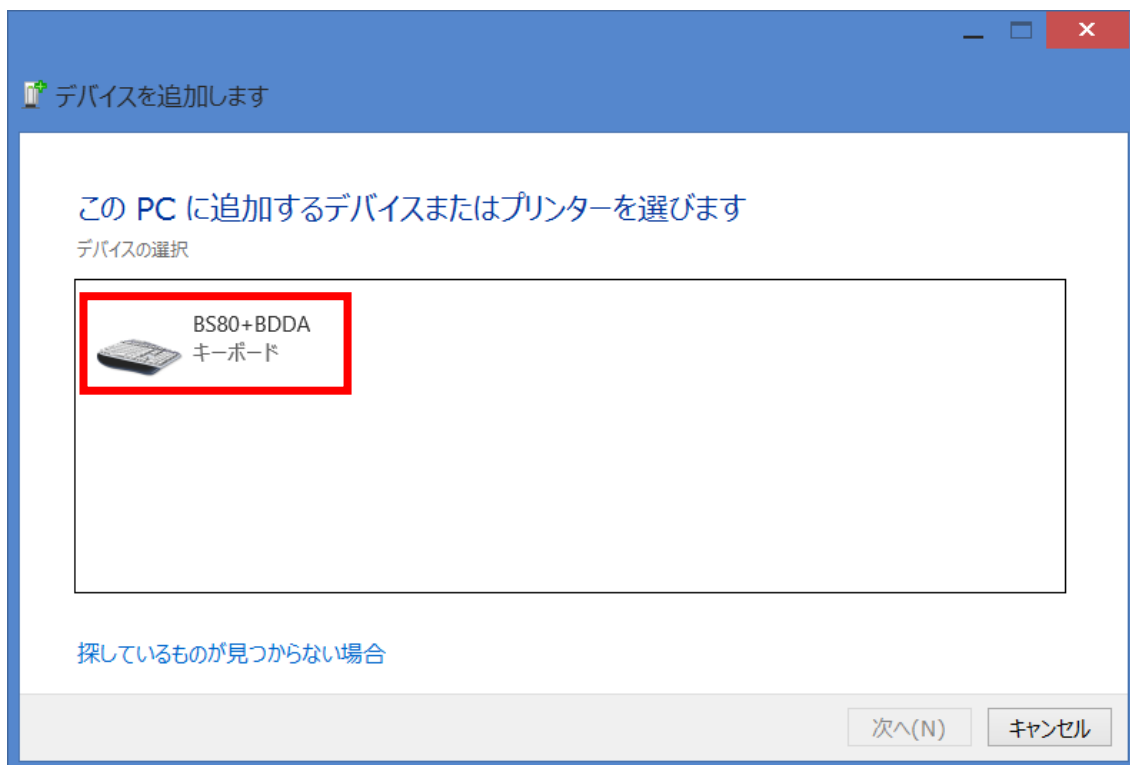 デバイスを追加します
この PC に追加するデバイスまたはプリンターを選びます
デバイスの選択
BS80+BDDA
キーボード
探しているものが見つからない場合
次へ(N)
キャンセル